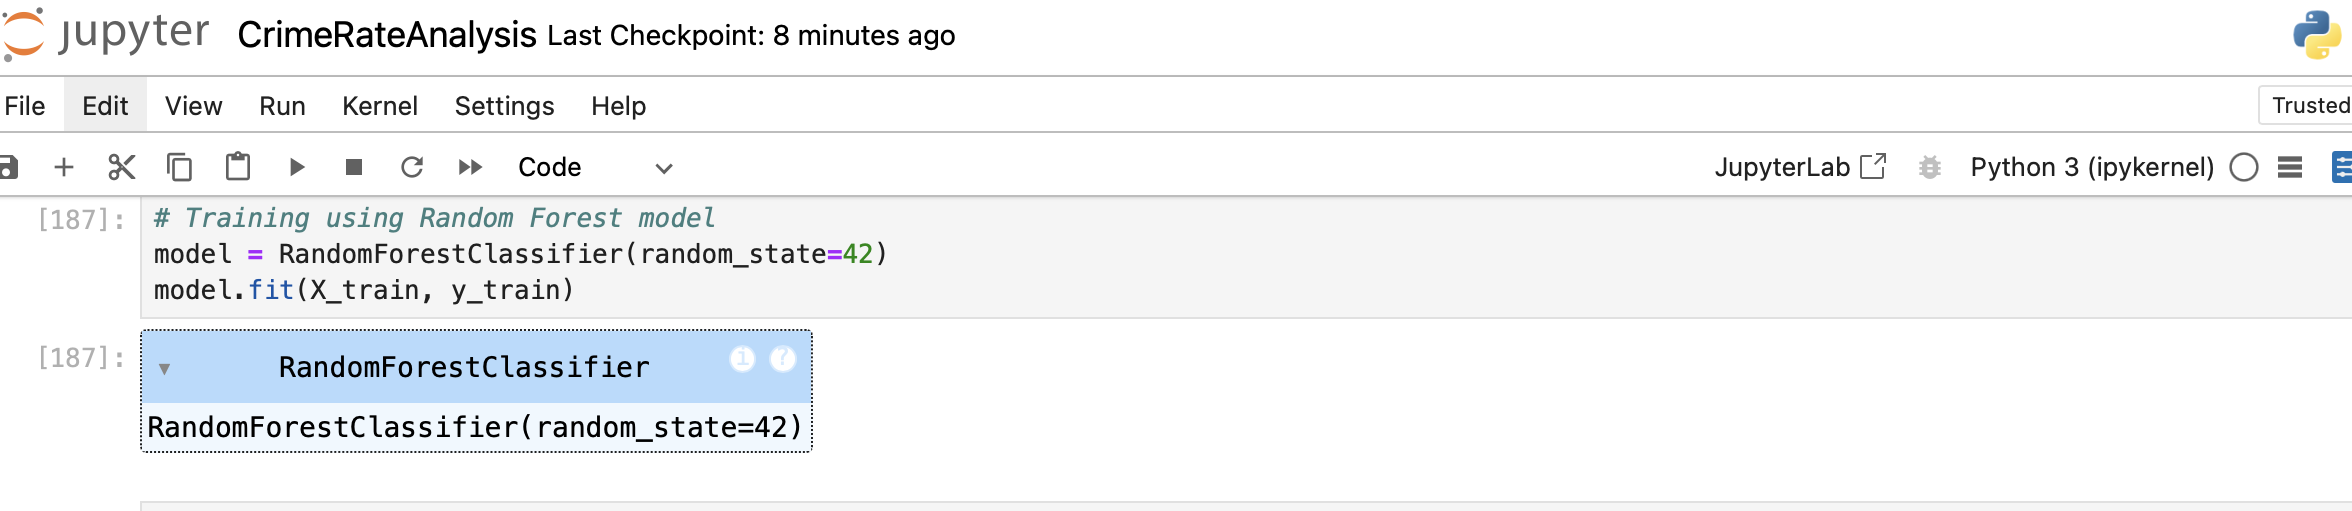 jupyter CrimeRateAnalysis Last Checkpoint: 8 minutes ago
File Edit View Run Kernel Settings Help Trusted
Code JupyterLab Python 3 (ipykernel)
[187]: # Training using Random Forest model
model = RandomForestClassifier(random_state=42)
model.fit(X_train, y_train)
[187]: ▼ RandomForestClassifier i ?
RandomForestClassifier(random_state=42)